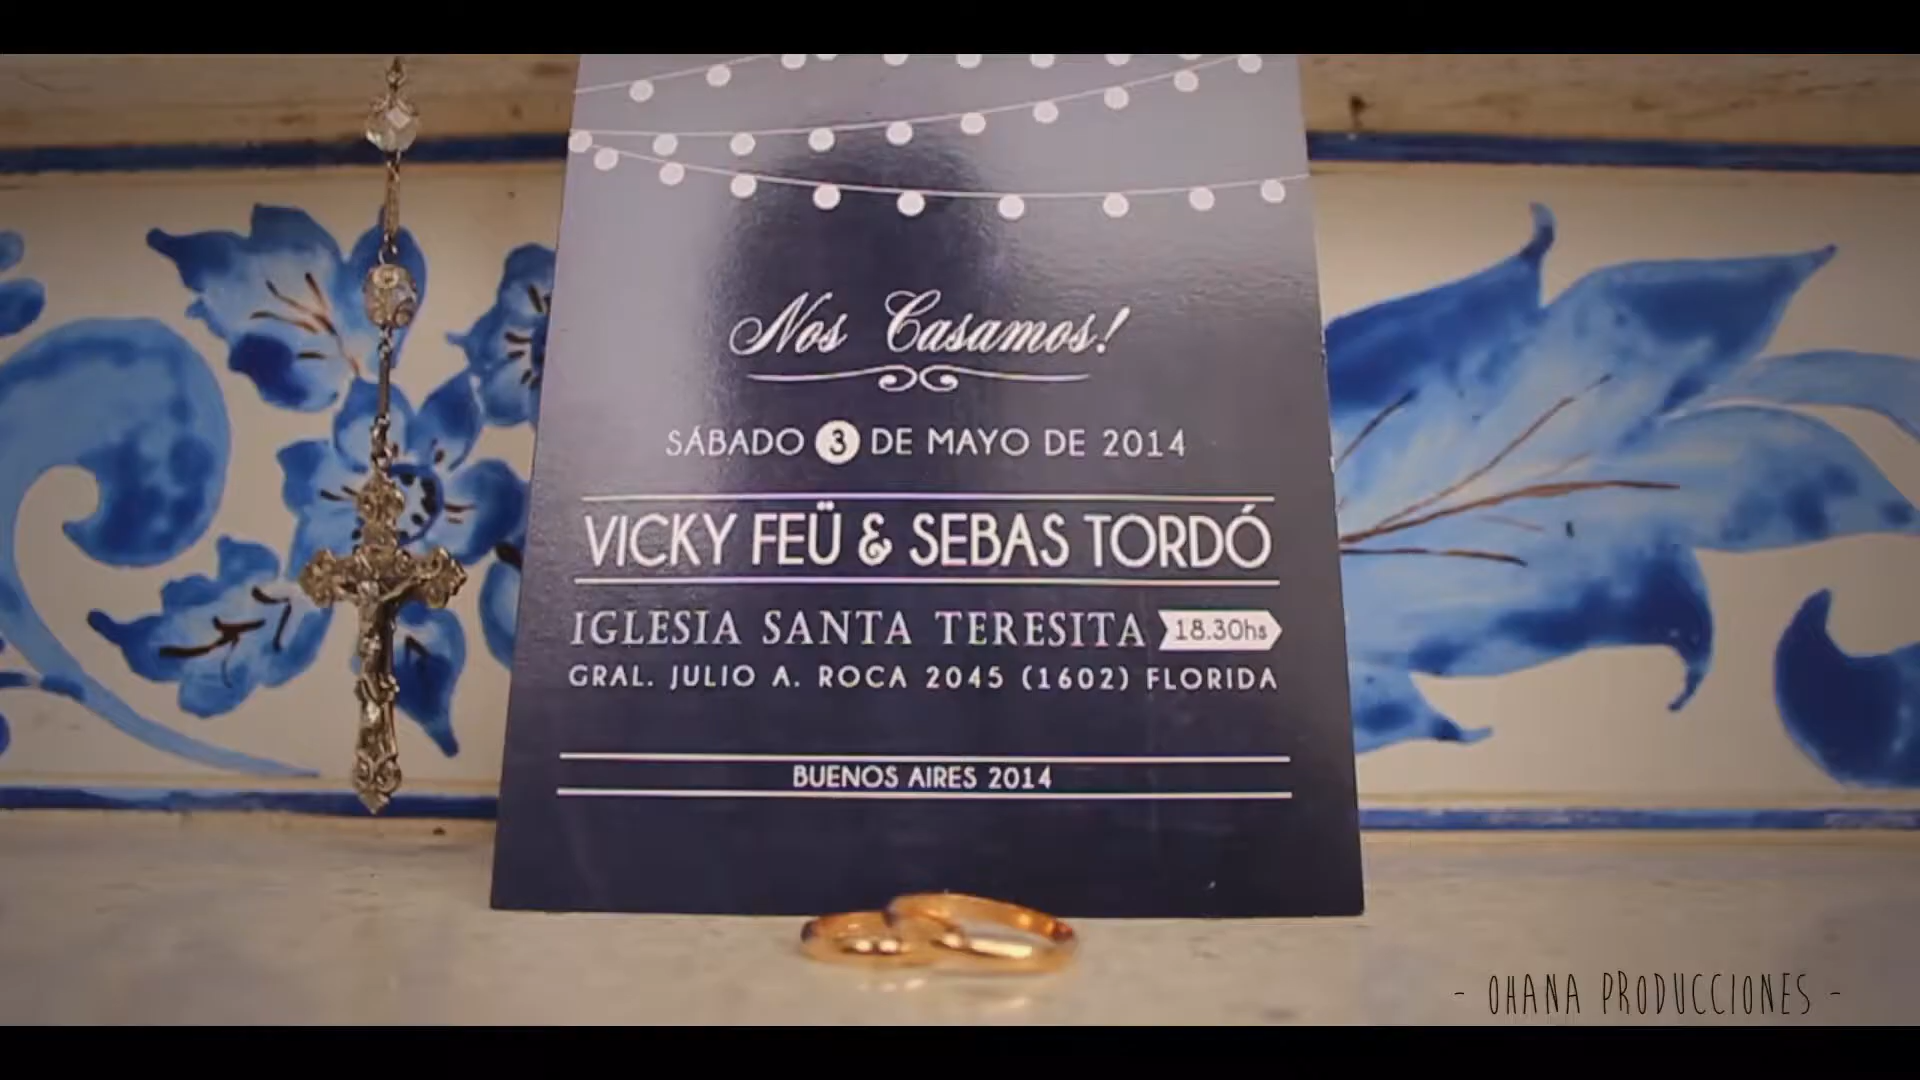 Nos Casamos!
SÁBADO 3 DE MAYO DE 2014
VICKY FEÜ & SEBAS TORDÓ
IGLESIA SANTA TERESITA 18.30hs
GRAL. JULIO A. ROCA 2045 (1602) FLORIDA
BUENOS AIRES 2014
- OHANA PRODUCCIONES -